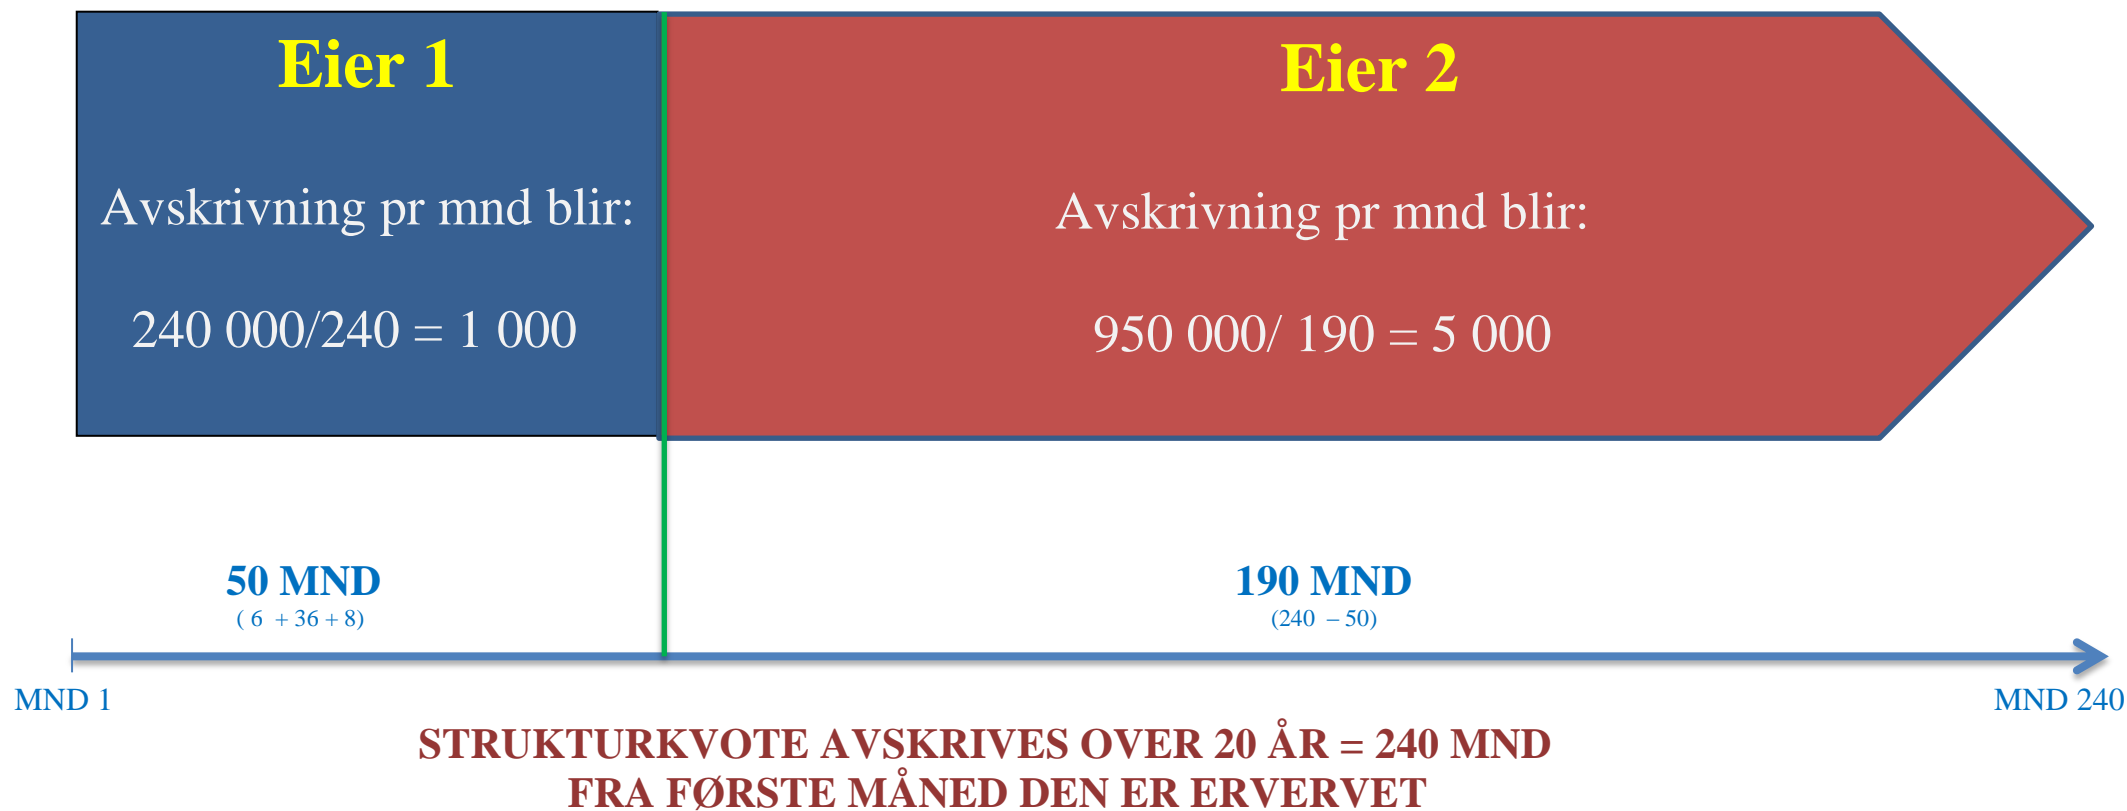 Eier 1
Avskrivning pr mnd blir:
240 000/240 = 1 000
Eier 2
Avskrivning pr mnd blir:
950 000/ 190 = 5 000
50 MND
( 6 + 36 + 8)
190 MND
(240 – 50)
MND 1
MND 240
STRUKTURKVOTE AVSKRIVES OVER 20 ÅR = 240 MND
FRA FØRSTE MÅNED DEN ER ERVERVET